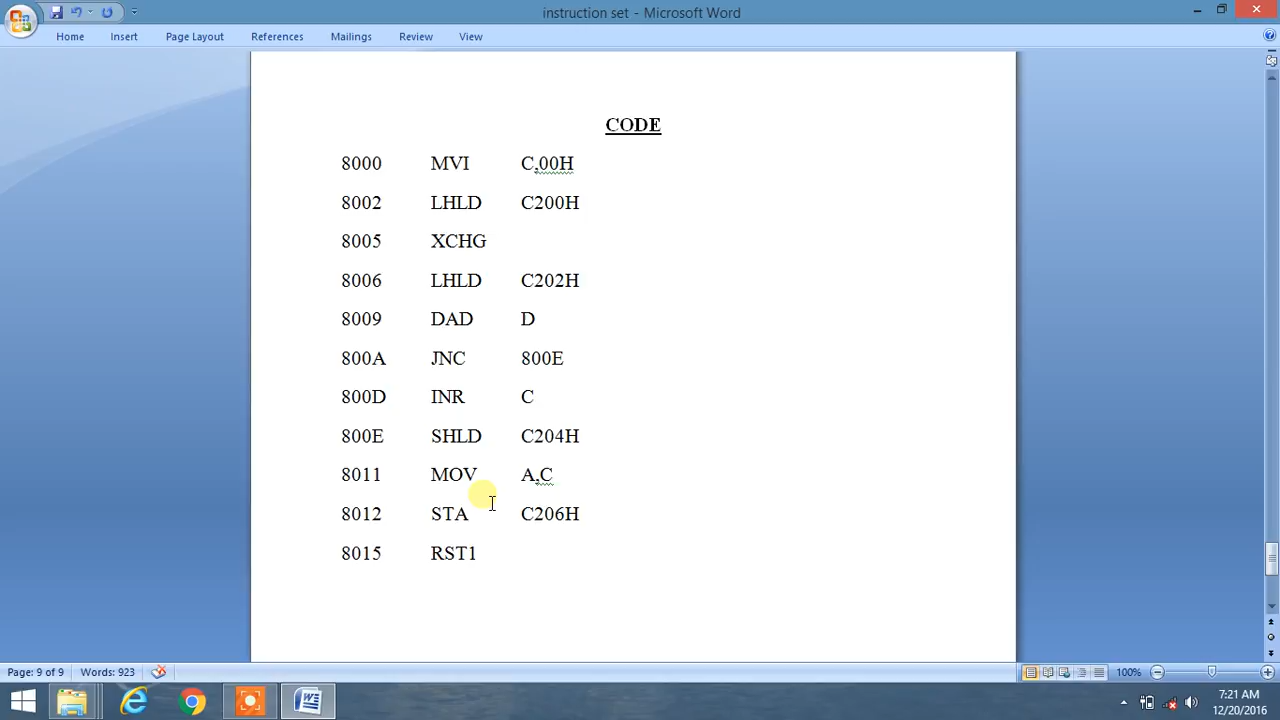 instruction set - Microsoft Word
Home Insert Page Layout References Mailings Review View
CODE
8000 MVI C,00H
8002 LHLD C200H
8005 XCHG
8006 LHLD C202H
8009 DAD D
800A JNC 800E
800D INR C
800E SHLD C204H
8011 MOV A,C
8012 STA C206H
8015 RST1
Page: 9 of 9 Words: 923 100%
7:21 AM
12/20/2016